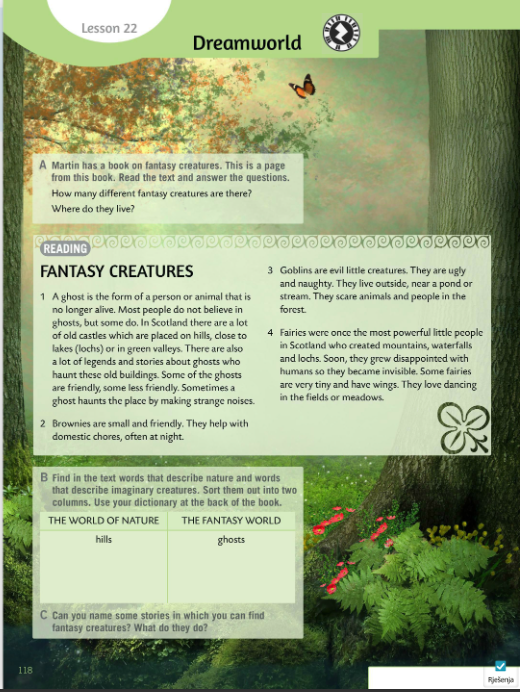 Lesson 22
Dreamworld
A Martin has a book on fantasy creatures. This is a page
from this book. Read the text and answer the questions.
How many different fantasy creatures are there?
Where do they live?
READING
FANTASY CREATURES
1 A ghost is the form of a person or animal that is
no longer alive. Most people do not believe in
ghosts, but some do. In Scotland there are a lot
of old castles which are placed on hills, close to
lakes (lochs) or in green valleys. There are also
a lot of legends and stories about ghosts who
haunt these old buildings. Some of the ghosts
are friendly, some less friendly. Sometimes a
ghost haunts the place by making strange noises.
2 Brownies are small and friendly. They help with
domestic chores, often at night.
3 Goblins are evil little creatures. They are ugly
and naughty. They live outside, near a pond or
stream. They scare animals and people in the
forest.
4 Fairies were once the most powerful little people
in Scotland who created mountains, waterfalls
and lochs. Soon, they grew disappointed with
humans so they became invisible. Some fairies
are very tiny and have wings. They love dancing
in the fields or meadows.
B Find in the text words that describe nature and words
that describe imaginary creatures. Sort them out into two
columns. Use your dictionary at the back of the book.
THE WORLD OF NATURE THE FANTASY WORLD
hills ghosts
C Can you name some stories in which you can find
fantasy creatures? What do they do?
118
Rješenja